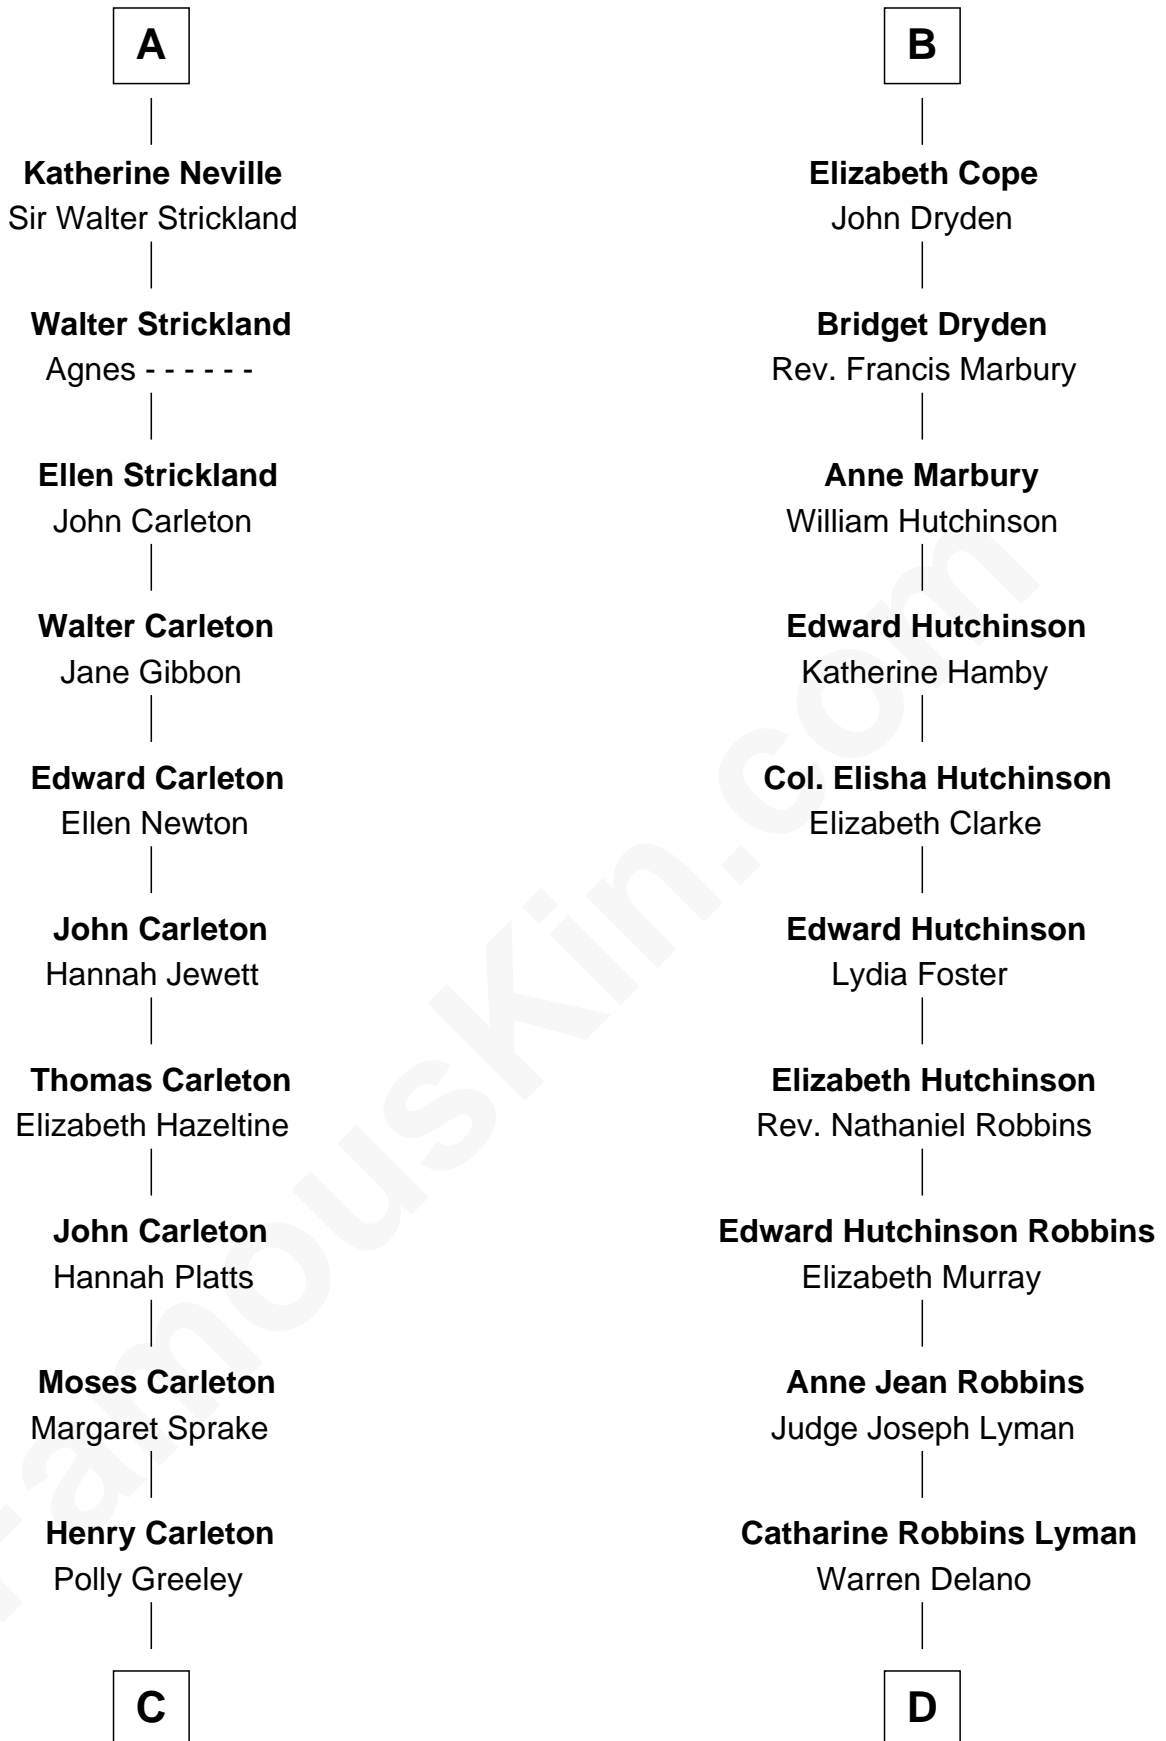 A
Katherine Neville
Sir Walter Strickland
Walter Strickland
Agnes - - - - - -
Ellen Strickland
John Carleton
Walter Carleton
Jane Gibbon
Edward Carleton
Ellen Newton
John Carleton
Hannah Jewett
Thomas Carleton
Elizabeth Hazeltine
John Carleton
Hannah Platts
Moses Carleton
Margaret Sprake
Henry Carleton
Polly Greeley
C
B
Elizabeth Cope
John Dryden
Bridget Dryden
Rev. Francis Marbury
Anne Marbury
William Hutchinson
Edward Hutchinson
Katherine Hamby
Col. Elisha Hutchinson
Elizabeth Clarke
Edward Hutchinson
Lydia Foster
Elizabeth Hutchinson
Rev. Nathaniel Robbins
Edward Hutchinson Robbins
Elizabeth Murray
Anne Jean Robbins
Judge Joseph Lyman
Catharine Robbins Lyman
Warren Delano
D
FamousKin.com